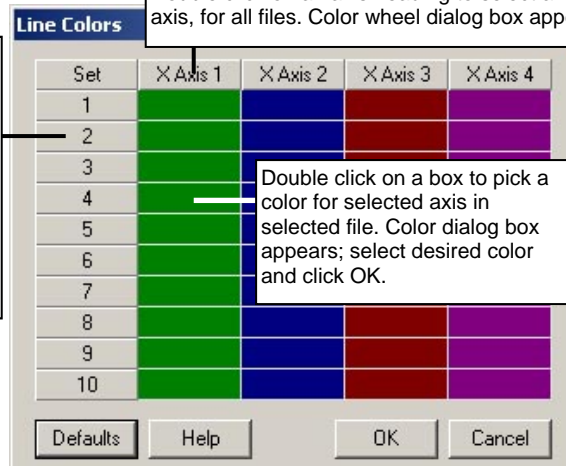 axis, for all files. Color wheel dialog box app
Line Colors
Set X Axis 1 X Axis 2 X Axis 3 X Axis 4
1
2
3
4
5
6
7
8
9
10
Double click on a box to pick a
color for selected axis in
selected file. Color dialog box
appears; select desired color
and click OK.
Defaults Help OK Cancel